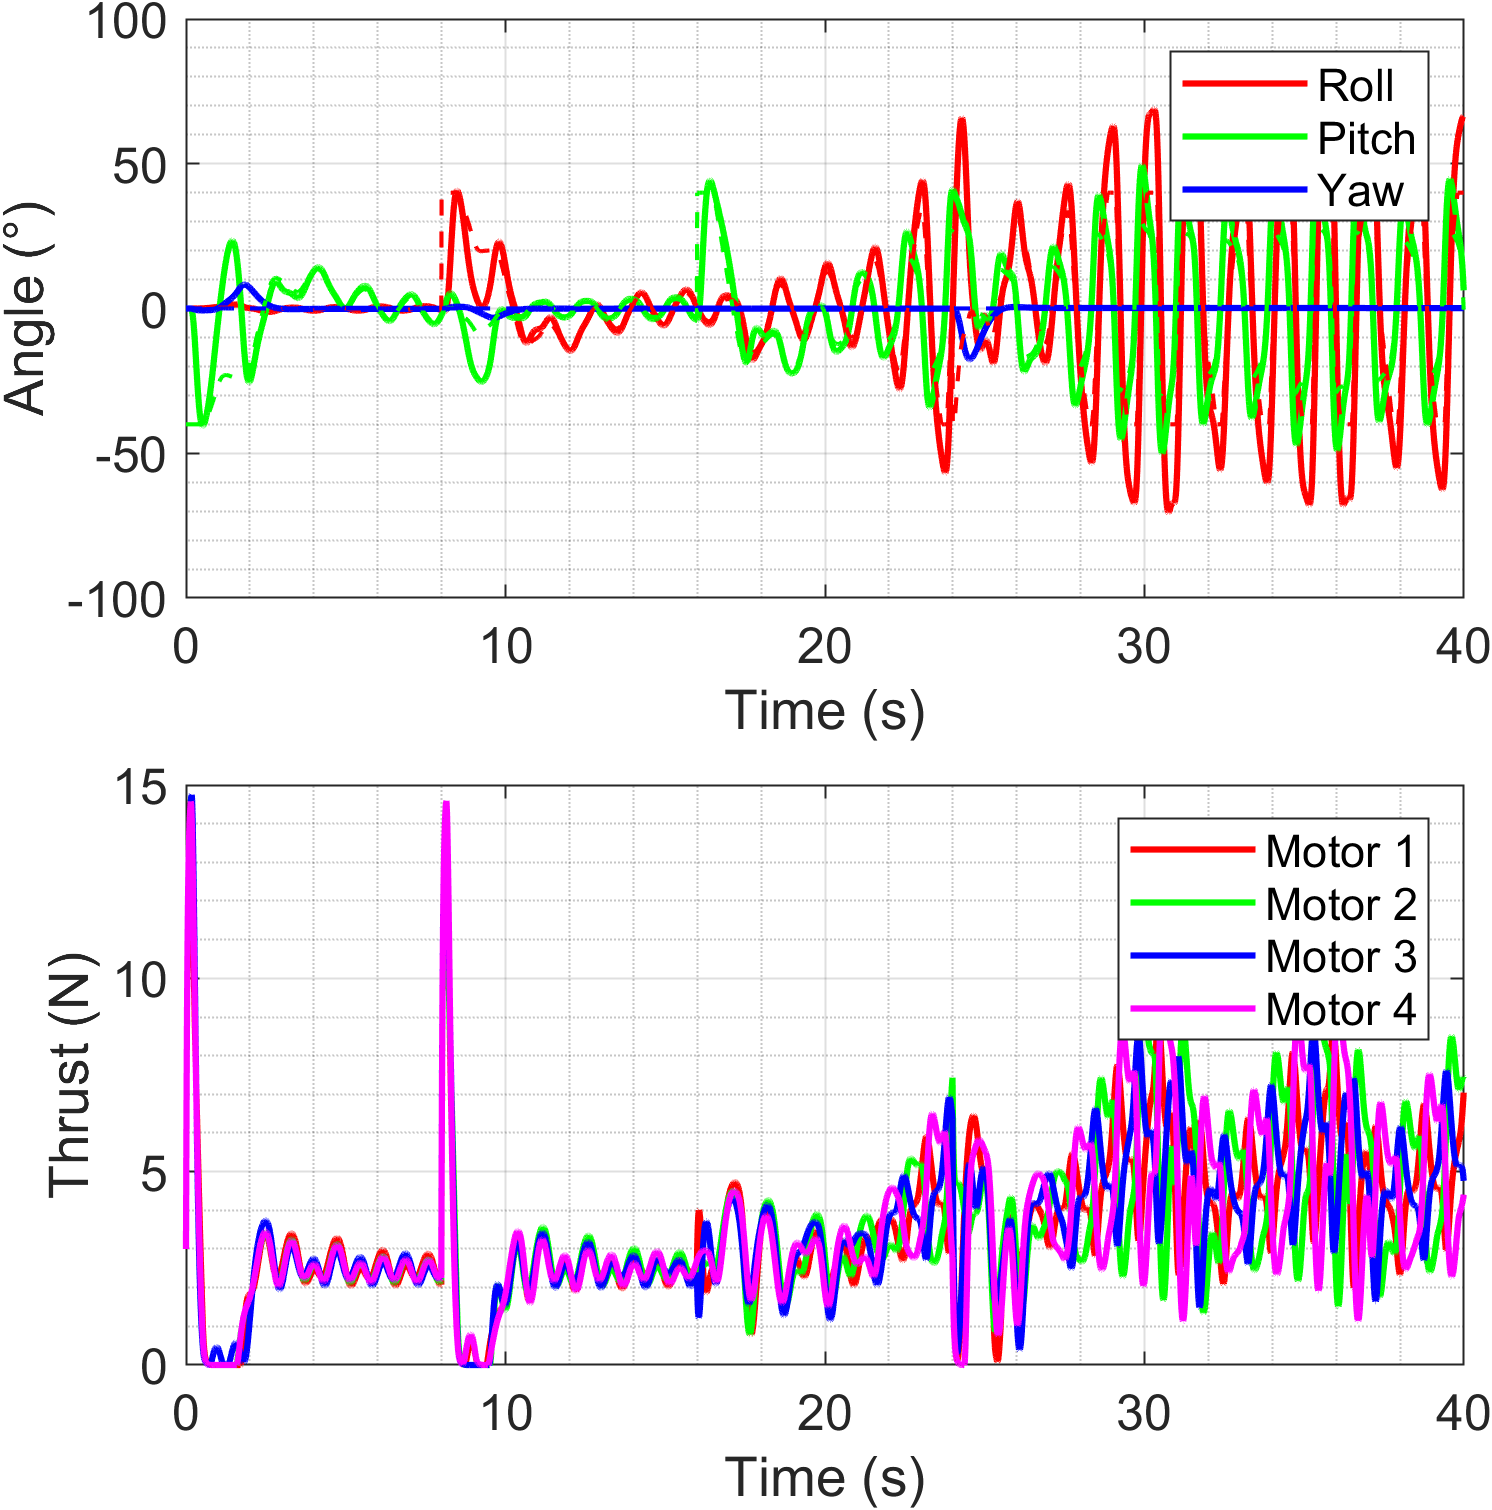 100
50
0
-50
-100
Angle (°)
Roll
Pitch
Yaw
0 10 20 30 40
Time (s)
15
10
5
0
Thrust (N)
Motor 1
Motor 2
Motor 3
Motor 4
0 10 20 30 40
Time (s)